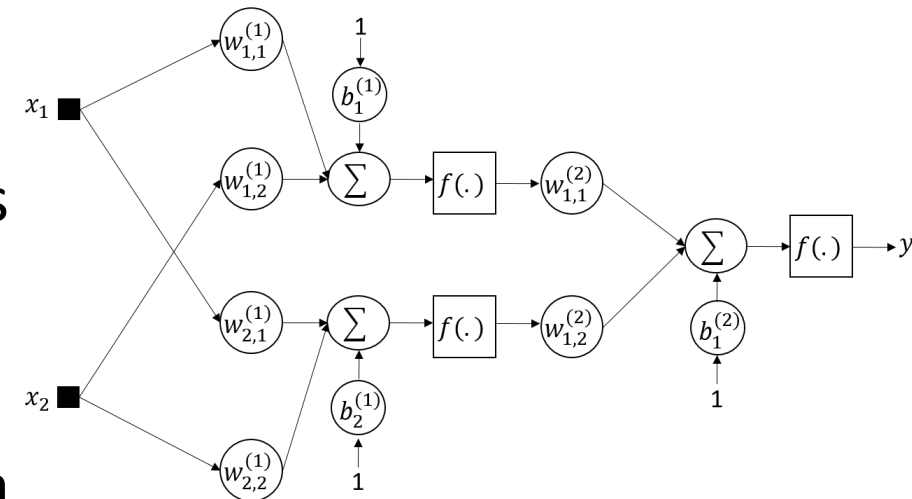 w_{1,1}^{(1)}
1
b_1^{(1)}
x_1
w_{1,2}^{(1)} ∑ f(.) w_{1,1}^{(2)}
s
∑ f(.) y
w_{2,1}^{(1)} ∑ f(.) w_{1,2}^{(2)}
b_1^{(2)}
x_2
b_2^{(1)}
1
w_{2,2}^{(1)}
1